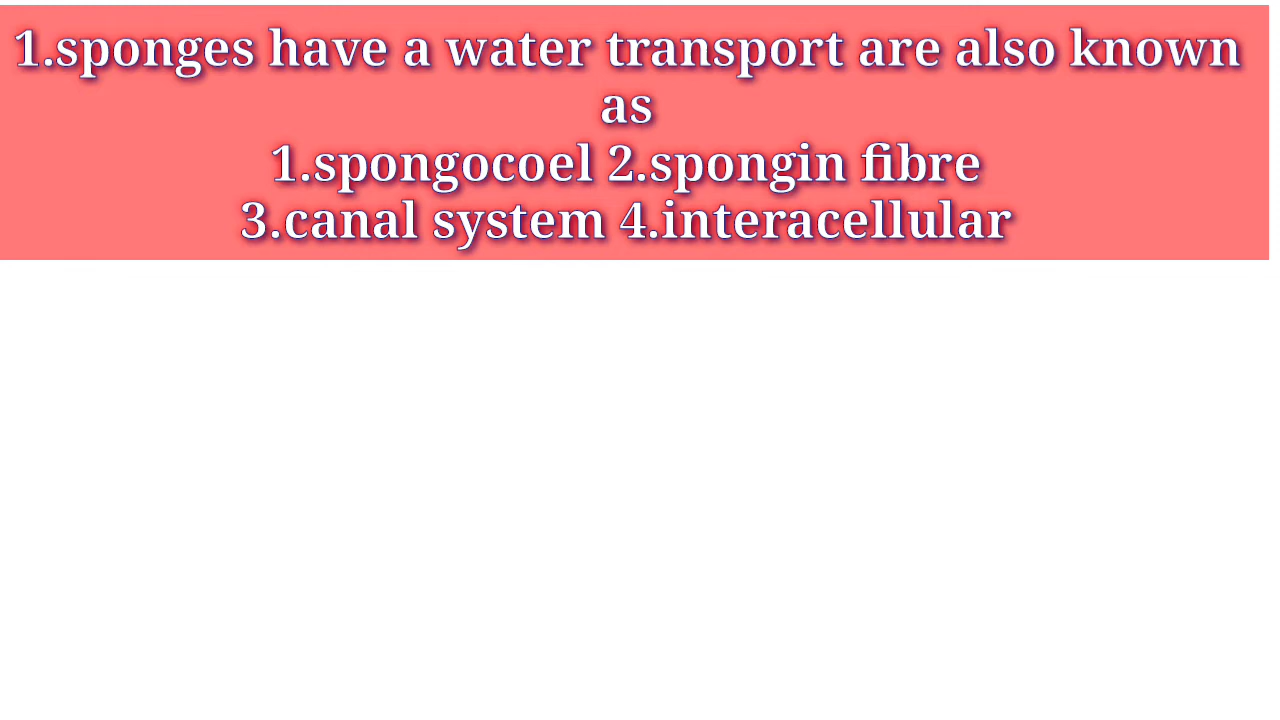 1.sponges have a water transport are also known
as
1.spongocoel 2.spongin fibre
3.canal system 4.interacellular